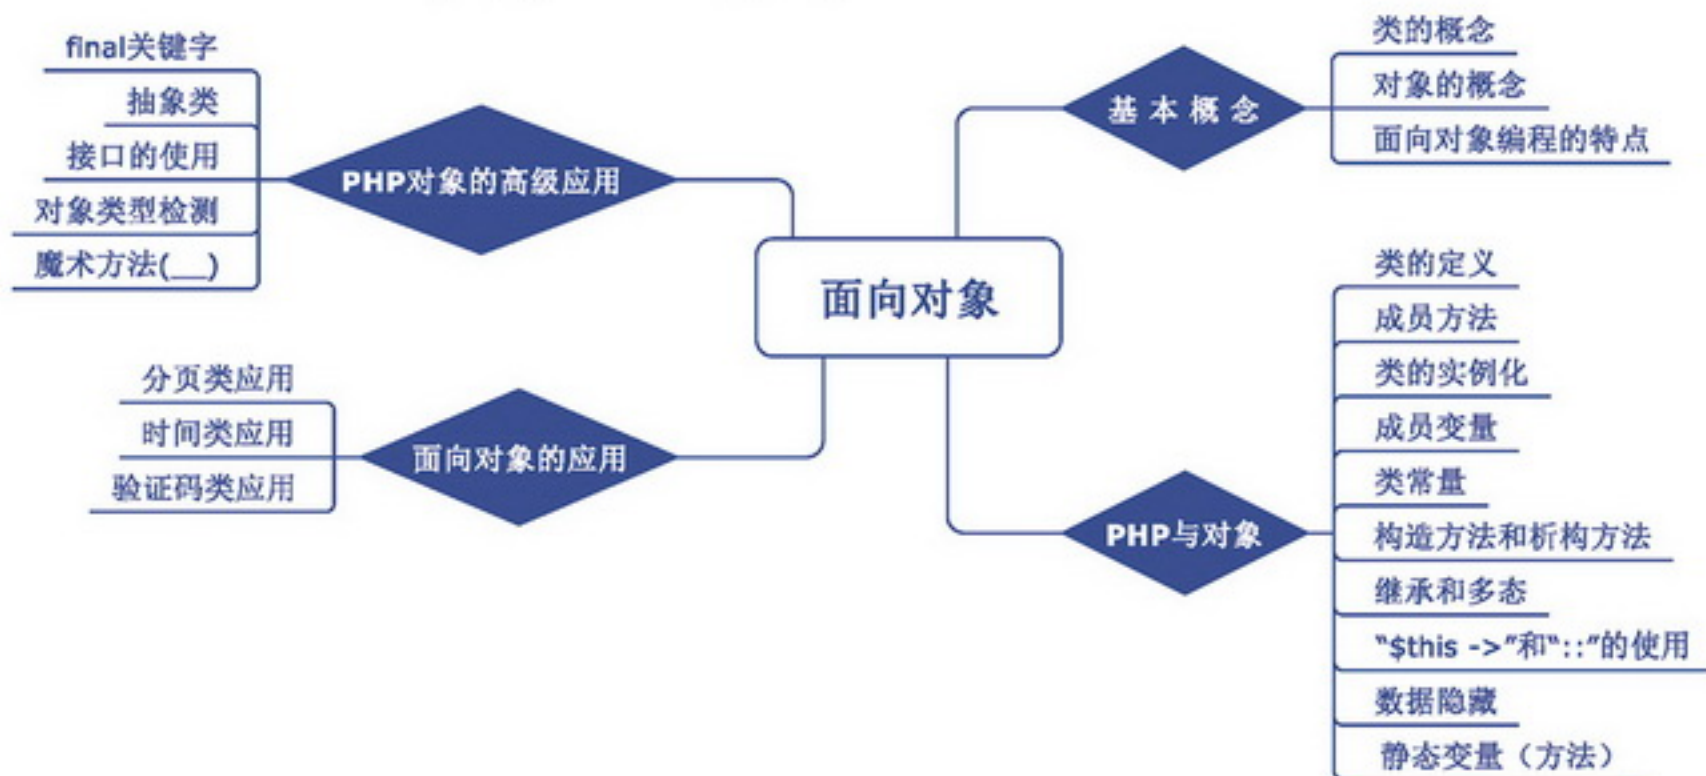 final关键字
抽象类
接口的使用
对象类型检测
魔术方法(__)
PHP对象的高级应用
分页类应用
时间类应用
验证码类应用
面向对象的应用
面向对象
基本概念
类的概念
对象的概念
面向对象编程的特点
PHP与对象
类的定义
成员方法
类的实例化
成员变量
类常量
构造方法和析构方法
继承和多态
“$this ->”和“::”的使用
数据隐藏
静态变量（方法）